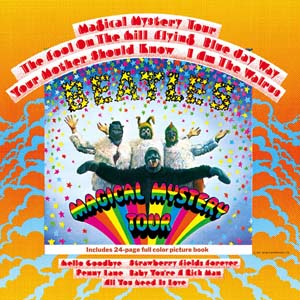 Magical Mystery Tour
The Fool On The Hill Flying Blue Jay Way
Your Mother Should Know I Am The Walrus
BEATLES
MAGICAL MYSTERY
TOUR
Includes 24-page full color picture book
Hello Goodbye Strawberry Fields Forever
Penny Lane Baby You're A Rich Man
All You Need Is Love